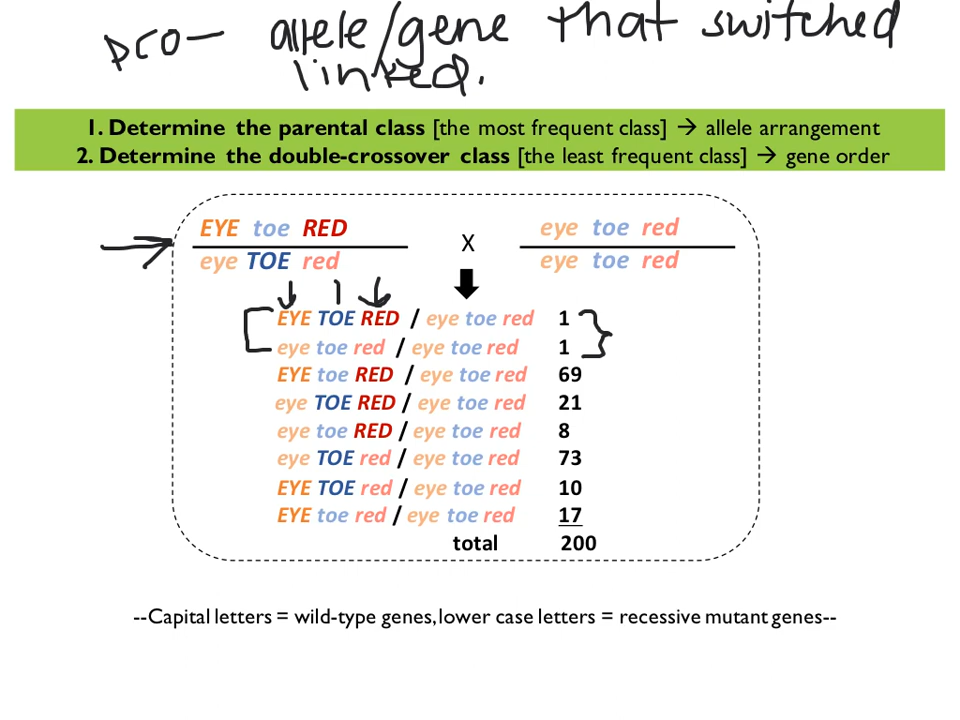 DCO— allele/gene that switched
linked.
1. Determine the parental class [the most frequent class] → allele arrangement
2. Determine the double-crossover class [the least frequent class] → gene order
EYE toe RED eye toe red
X
eye TOE red eye toe red
EYE TOE RED / eye toe red 1
eye toe red / eye toe red 1
EYE toe RED / eye toe red 69
eye TOE RED / eye toe red 21
eye toe RED / eye toe red 8
eye TOE red / eye toe red 73
EYE TOE red / eye toe red 10
EYE toe red / eye toe red 17
total 200
--Capital letters = wild-type genes, lower case letters = recessive mutant genes--